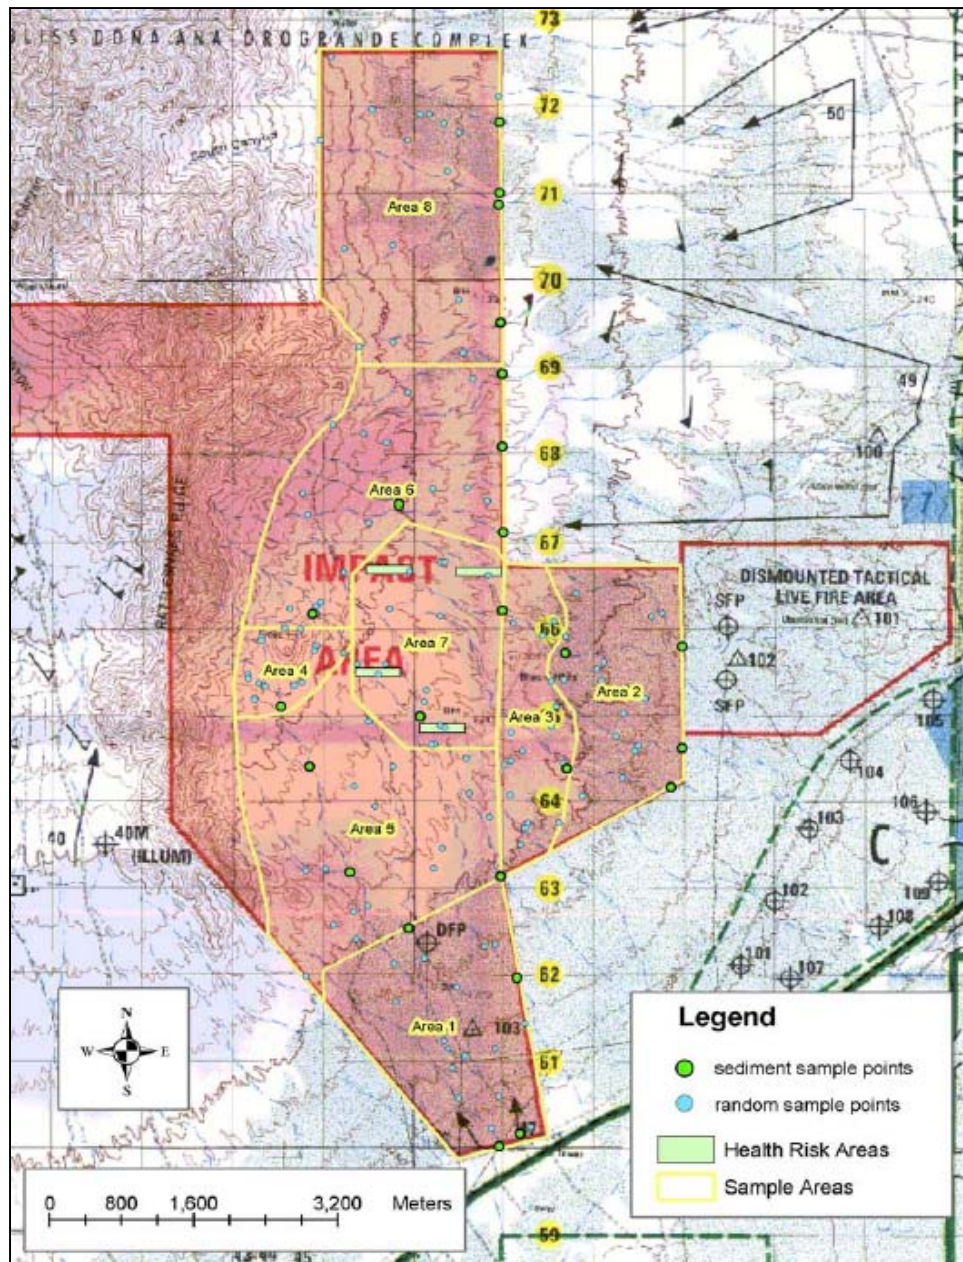 BLISS DONA ANA OROGRANDE COMPLEX
73
72
50
71
Area 8
70
69
49
68
100
Area 6
67
IMPACT
DISMOUNTED TACTICAL
LIVE FIRE AREA
SFP
101
66
Area 7
102
AREA
Area 4
Area 2
SFP
Area 3
105
104
64
106
103
40
40M
(ILLUM)
Area 5
C
63
109
102
108
DFP
62
101
107
Area 1
103
61
N
W
E
S
Legend
sediment sample points
random sample points
Health Risk Areas
Sample Areas
0
800
1,600
3,200
Meters
59